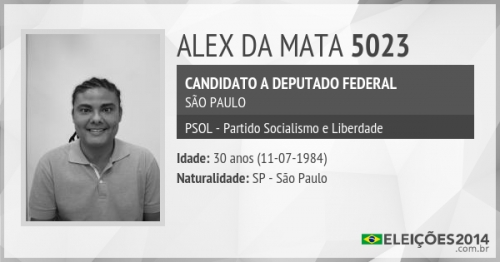 ALEX DA MATA 5023
CANDIDATO A DEPUTADO FEDERAL
SÃO PAULO
PSOL - Partido Socialismo e Liberdade
Idade: 30 anos (11-07-1984)
Naturalidade: SP - São Paulo
ELEIÇÕES2014
.com.br